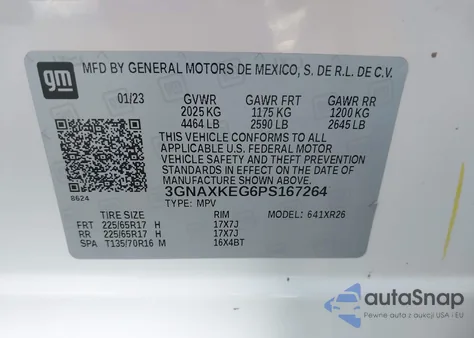 gm
MFD BY GENERAL MOTORS DE MEXICO, S. DE R.L. DE C.V.
01/23 GVWR GAWR FRT GAWR RR
2025 KG 1175 KG 1200 KG
4464 LB 2590 LB 2645 LB
THIS VEHICLE CONFORMS TO ALL
APPLICABLE U.S. FEDERAL MOTOR
VEHICLE SAFETY AND THEFT PREVENTION
STANDARDS IN EFFECT ON THE DATE
OF MANUFACTURE SHOWN ABOVE.
8624 3GNAXKEG6PS167264
TYPE: MPV MODEL: 641XR26
TIRE SIZE RIM
FRT 225/65R17 H 17X7J
RR 225/65R17 H 17X7J
SPA T135/70R16 M 16X4BT
autoSnap
Pewne auta z aukcji USA i EU